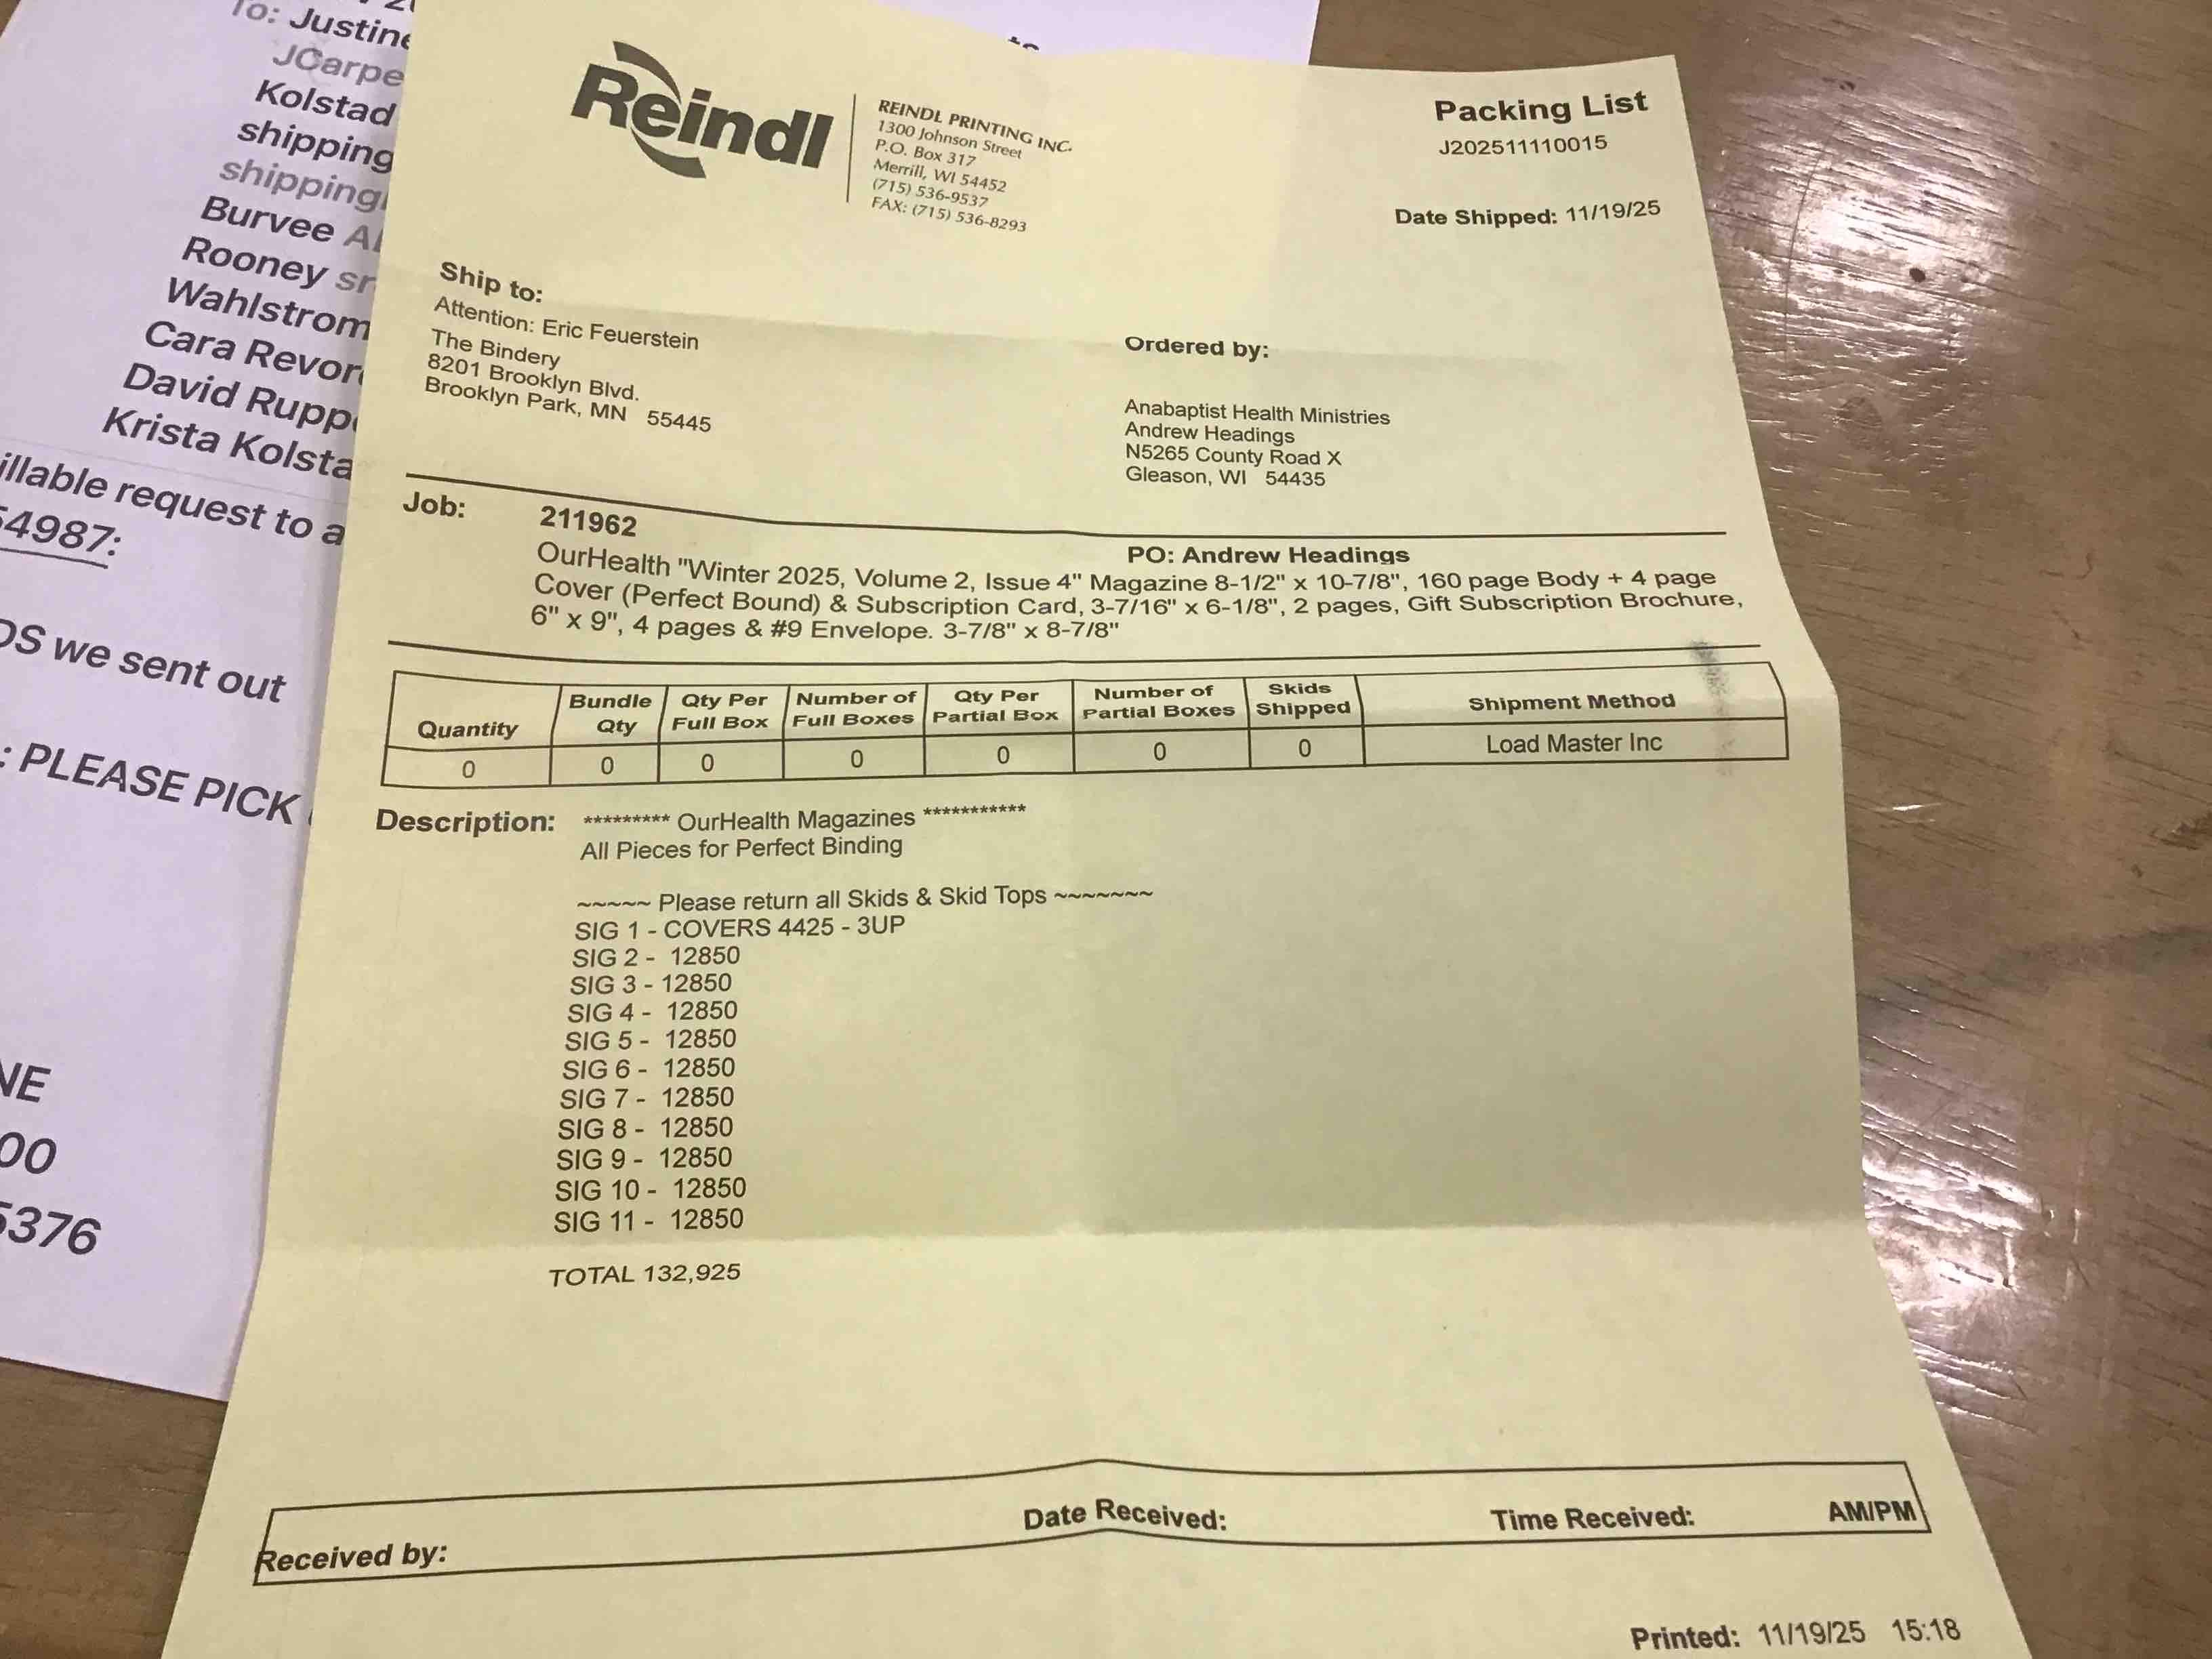 To: Justine
JCarpe
Kolstad
shipping
shipping
Burvee
Rooney
Wahlstrom
Cara Revor
David Rupp
Krista Kolsta
illable request to a
54987:
OS we sent out
: PLEASE PICK
NE
00
5376
Reindl
REINDL PRINTING INC.
1300 Johnson Street
P.O. Box 317
Merrill, WI 54452
(715) 536-9537
FAX: (715) 536-8293
Packing List
J202511110015
Date Shipped: 11/19/25
Ship to:
Attention: Eric Feuerstein
The Bindery
8201 Brooklyn Blvd.
Brooklyn Park, MN 55445
Ordered by:
Anabaptist Health Ministries
Andrew Headings
N5265 County Road X
Gleason, WI 54435
Job: 211962
PO: Andrew Headings
OurHealth "Winter 2025, Volume 2, Issue 4" Magazine 8-1/2" x 10-7/8", 160 page Body + 4 page
Cover (Perfect Bound) & Subscription Card, 3-7/16" x 6-1/8", 2 pages, Gift Subscription Brochure,
6" x 9", 4 pages & #9 Envelope. 3-7/8" x 8-7/8"
Quantity Bundle Qty Qty Per Full Box Number of Full Boxes Qty Per Partial Box Number of Partial Boxes Skids Shipped Shipment Method
0 0 0 0 0 0 0 Load Master Inc
Description: ********* OurHealth Magazines ***********
All Pieces for Perfect Binding
~~~~~ Please return all Skids & Skid Tops ~~~~~~~
SIG 1 - COVERS 4425 - 3UP
SIG 2 - 12850
SIG 3 - 12850
SIG 4 - 12850
SIG 5 - 12850
SIG 6 - 12850
SIG 7 - 12850
SIG 8 - 12850
SIG 9 - 12850
SIG 10 - 12850
SIG 11 - 12850
TOTAL 132,925
Received by: Date Received: Time Received: AM/PM
Printed: 11/19/25 15:18